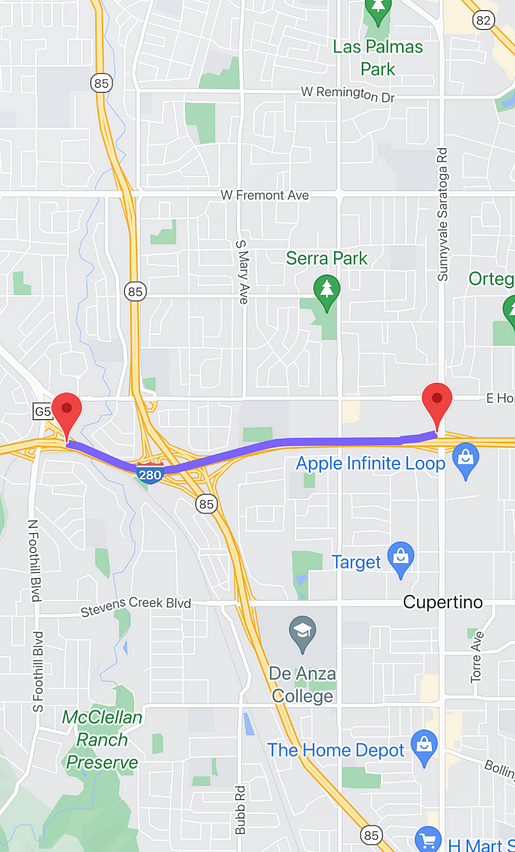 82
Las Palmas
Park
85
W Remington Dr
Sunnyvale Saratoga Rd
W Fremont Ave
S Mary Ave
Serra Park
Orteg
85
G5
E Ho
280
Apple Infinite Loop
85
N Foothill Blvd
Target
Stevens Creek Blvd
Cupertino
S Foothill Blvd
De Anza
College
Torre Ave
McClellan
Ranch
Preserve
The Home Depot
Bolling
Bubb Rd
85
H Mart S